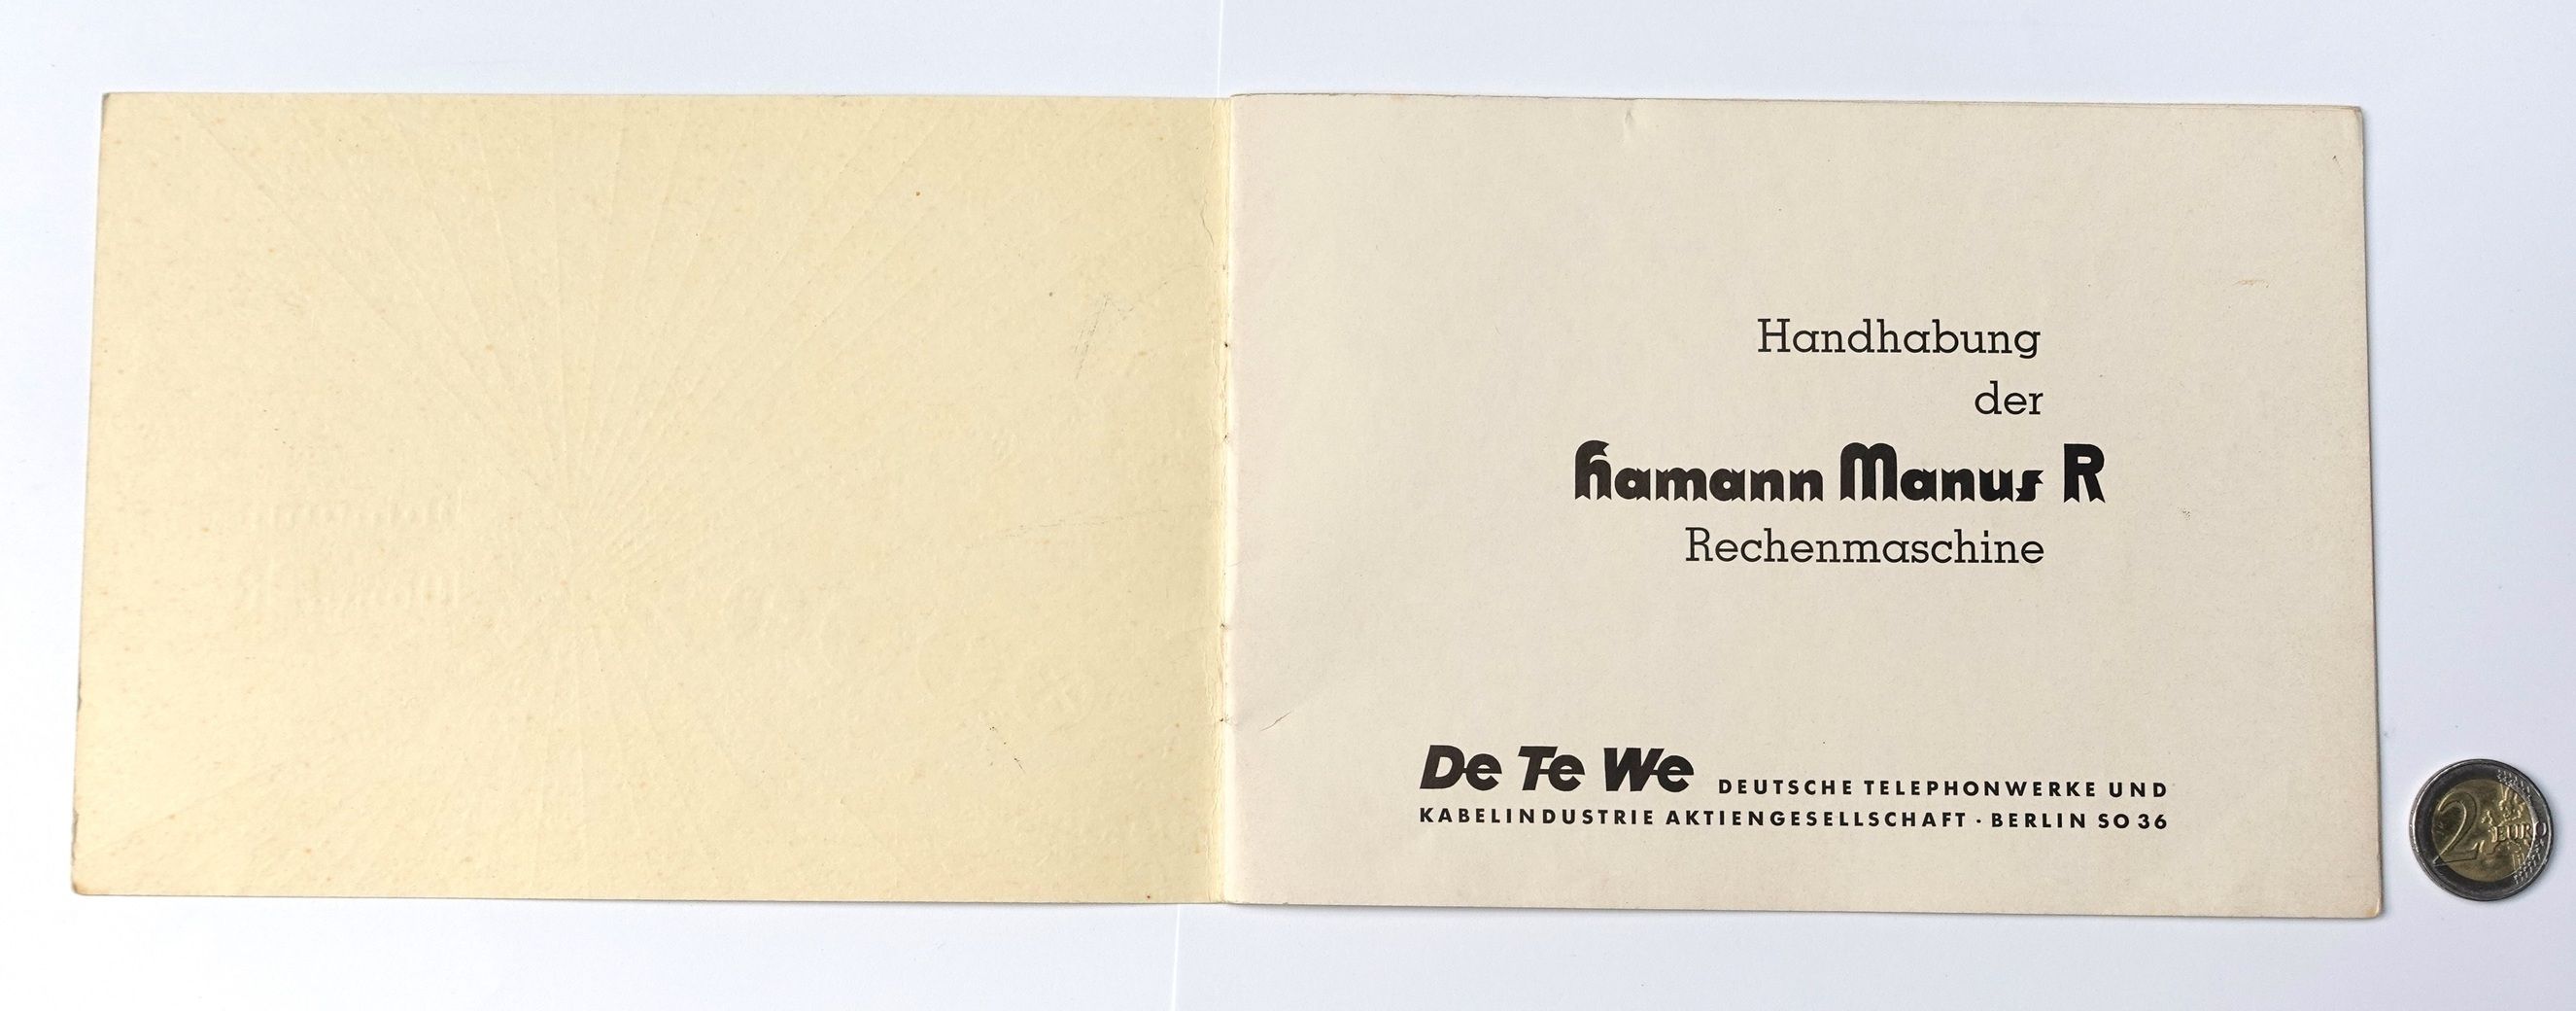 Handhabung
der
hamann Manus R
Rechenmaschine
De Te We DEUTSCHE TELEPHONWERKE UND
KABELINDUSTRIE AKTIENGESELLSCHAFT · BERLIN SO 36
2 EURO